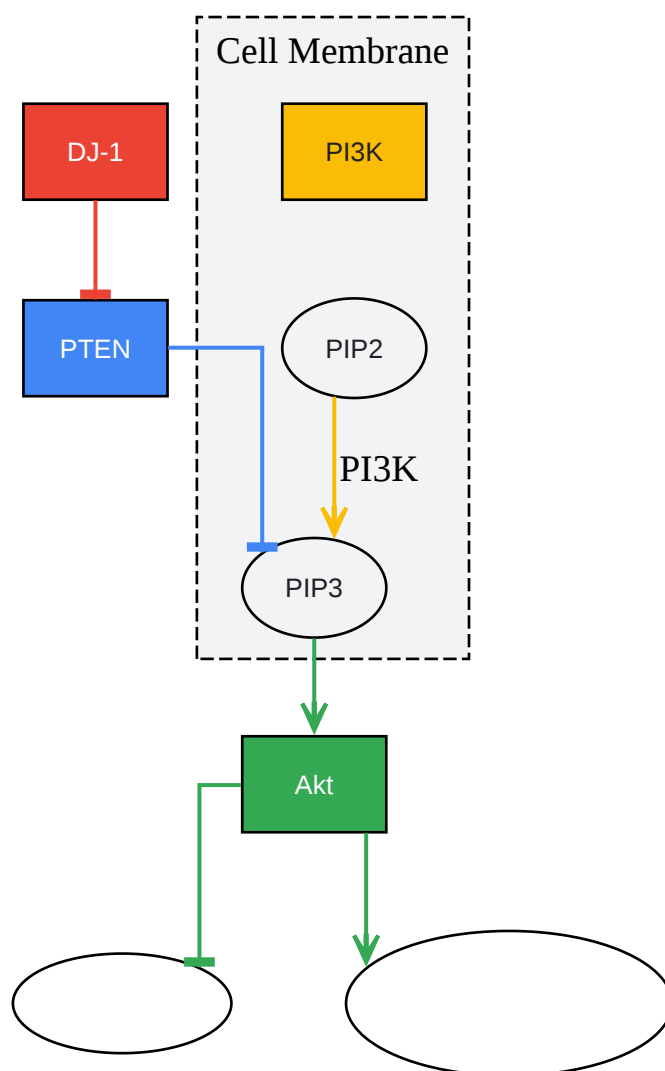 Cell Membrane
DJ-1
PI3K
PTEN
PIP2
PI3K
PIP3
Akt